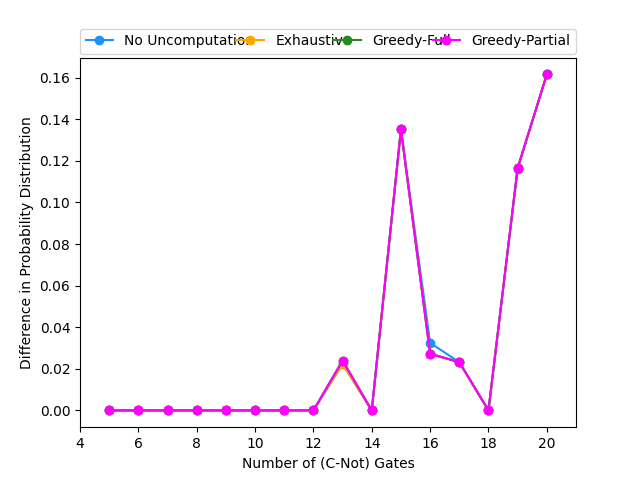 No Uncomputation Exhaustive Greedy-Full Greedy-Partial
0.16
0.14
0.12
0.10
0.08
0.06
0.04
0.02
0.00
Difference in Probability Distribution
4 6 8 10 12 14 16 18 20
Number of (C-Not) Gates